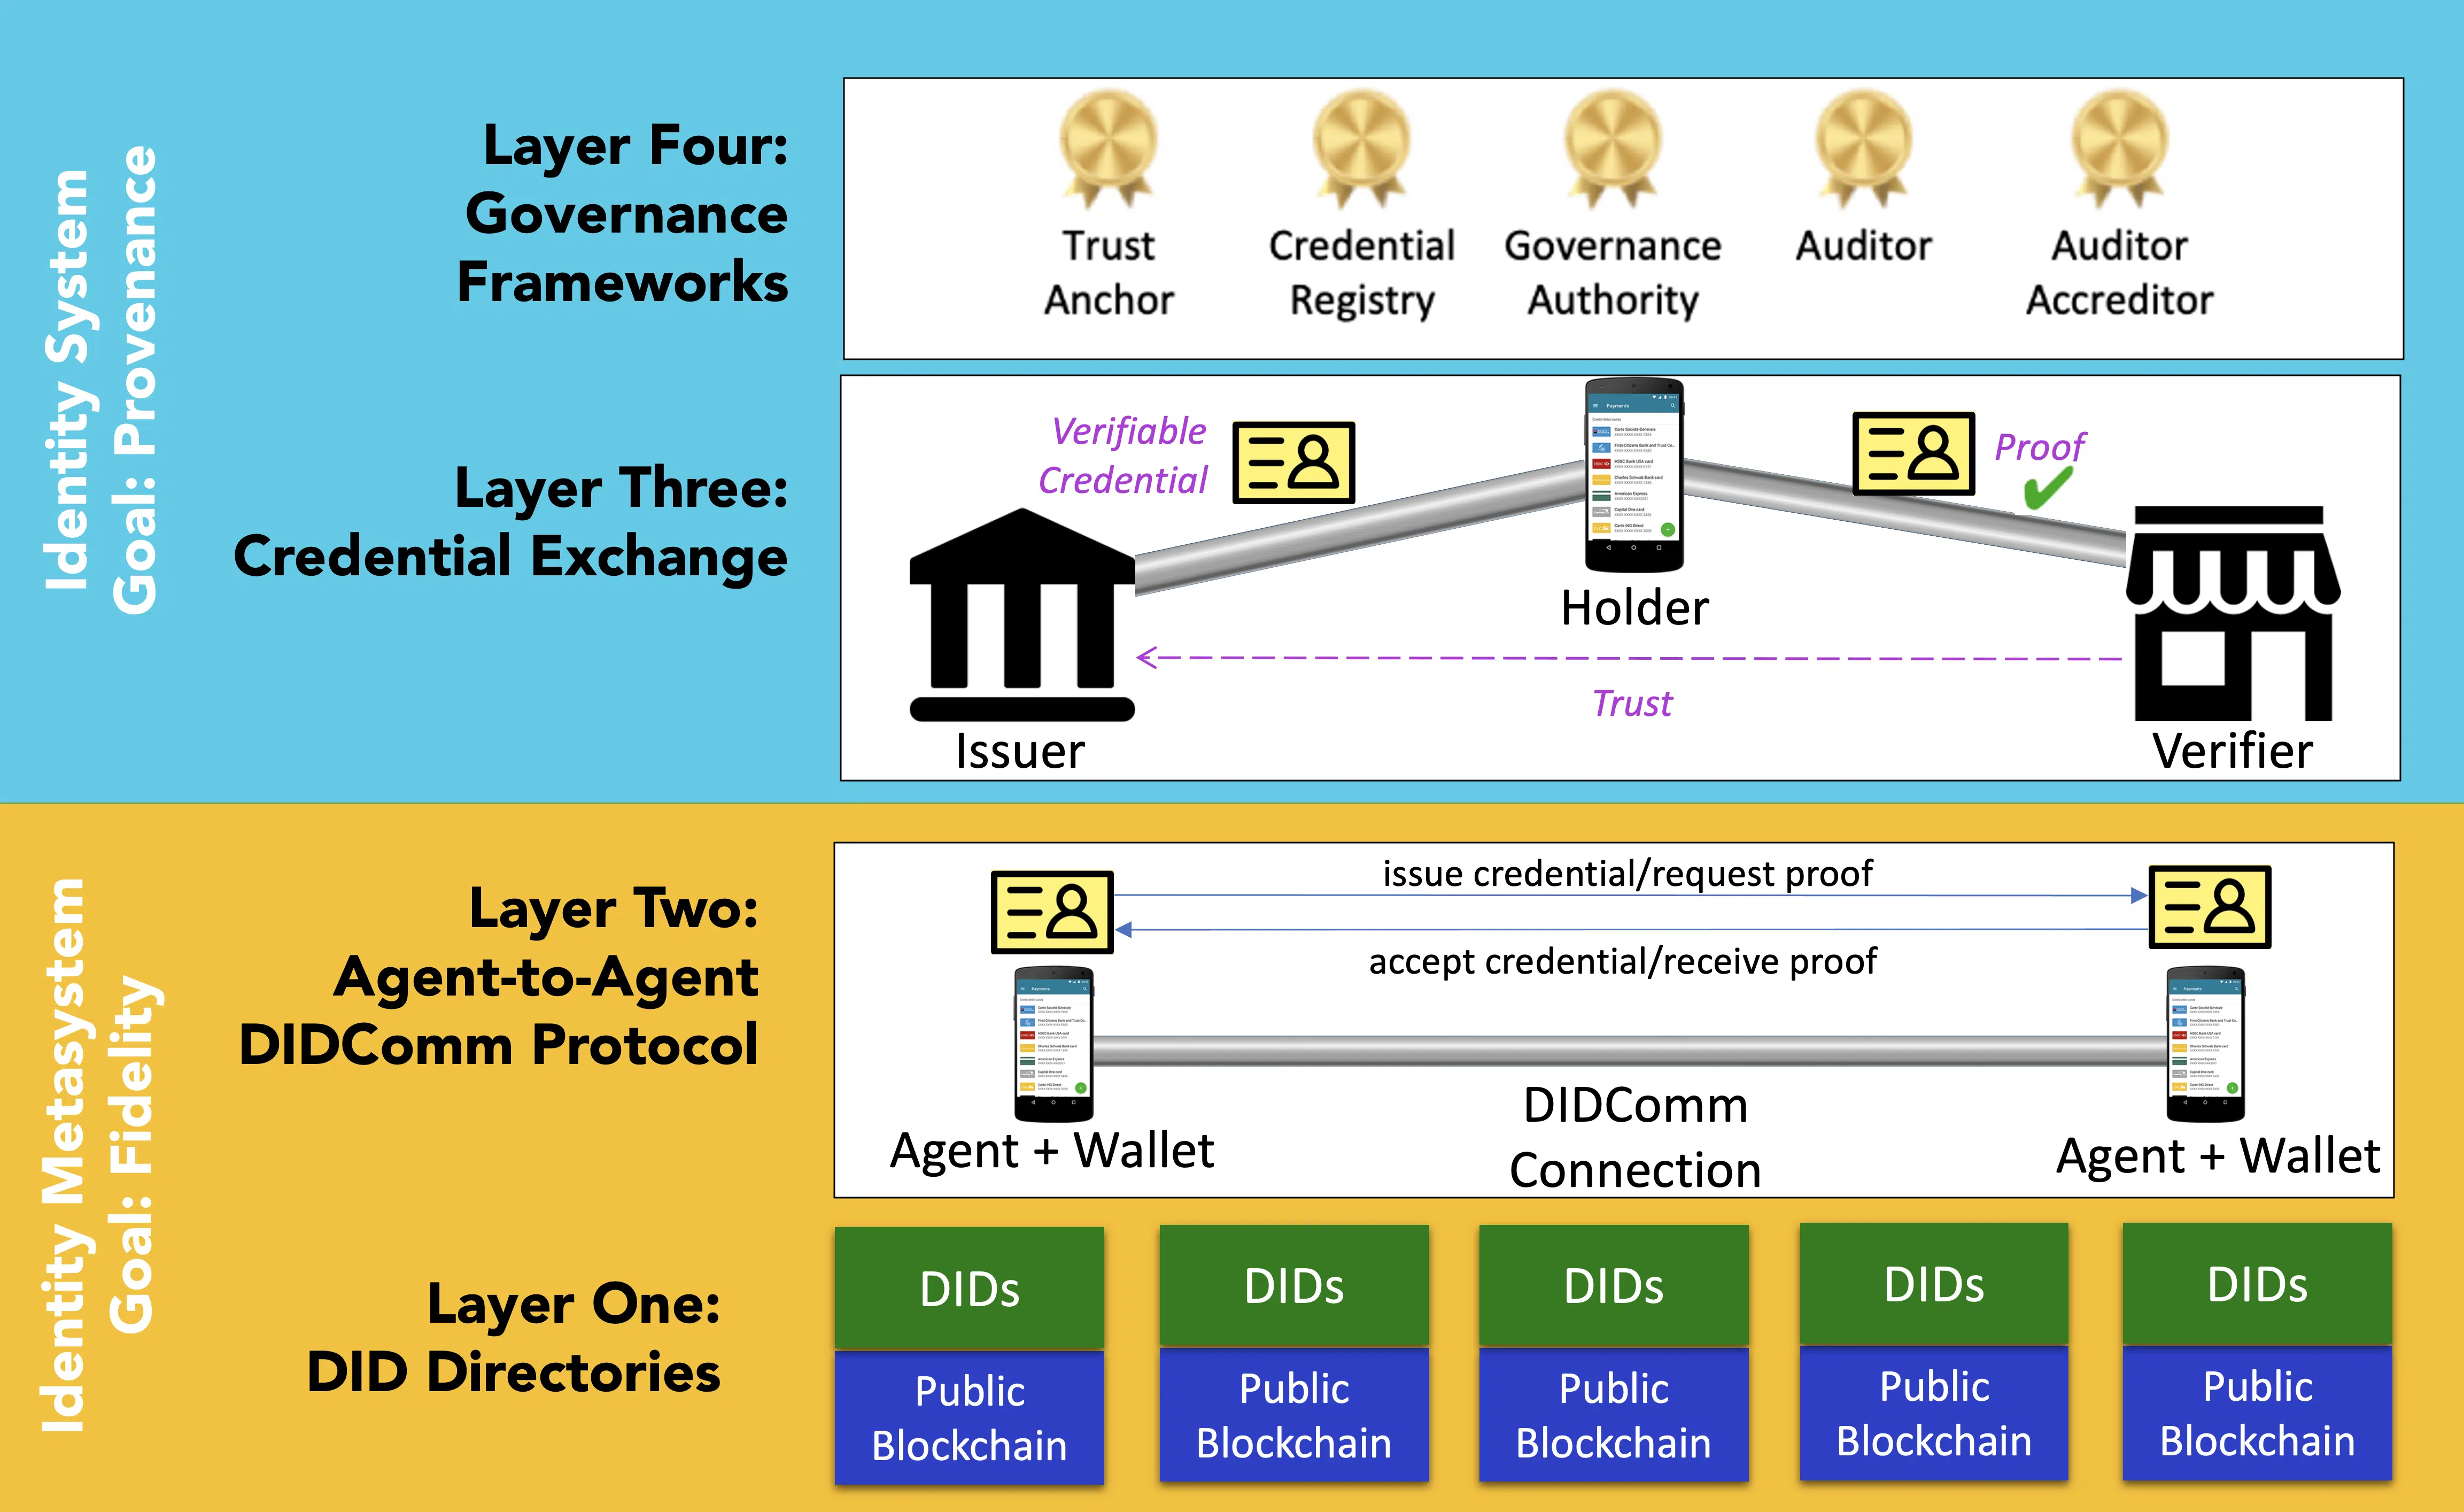 Identity System
Goal: Provenance
Layer Four:
Governance
Frameworks
Trust
Anchor
Credential
Registry
Governance
Authority
Auditor
Auditor
Accreditor
Layer Three:
Credential Exchange
Verifiable
Credential
Payments
Proof
Holder
Trust
Issuer
Verifier
Identity Metasystem
Goal: Fidelity
Layer Two:
Agent-to-Agent
DIDComm Protocol
issue credential/request proof
accept credential/receive proof
Payments
Payments
DIDComm
Connection
Agent + Wallet
Agent + Wallet
Layer One:
DID Directories
DIDs
DIDs
DIDs
DIDs
DIDs
Public
Blockchain
Public
Blockchain
Public
Blockchain
Public
Blockchain
Public
Blockchain